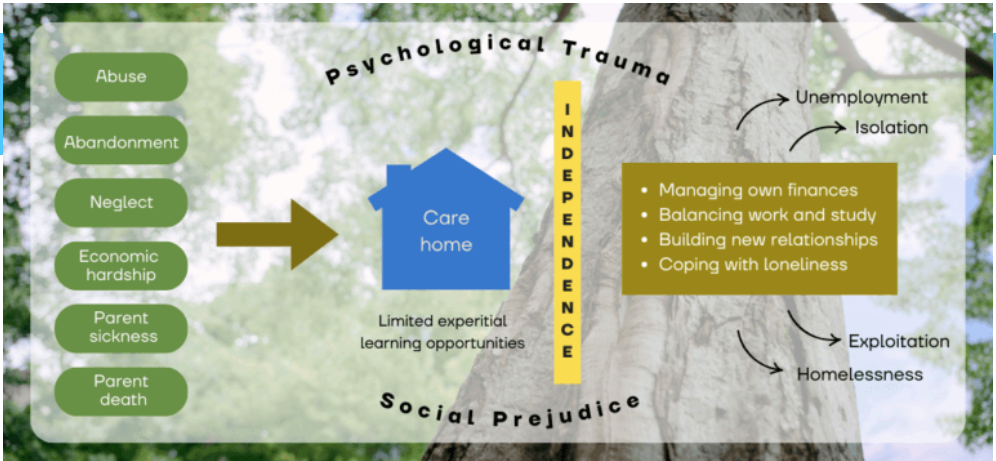 Psychological Trauma
Abuse
Abandonment
Neglect
Economic
hardship
Parent
sickness
Parent
death
Care
home
Limited experitial
learning opportunities
INDEPENDENCE
Unemployment
Isolation
• Managing own finances
• Balancing work and study
• Building new relationships
• Coping with loneliness
Exploitation
Homelessness
Social Prejudice